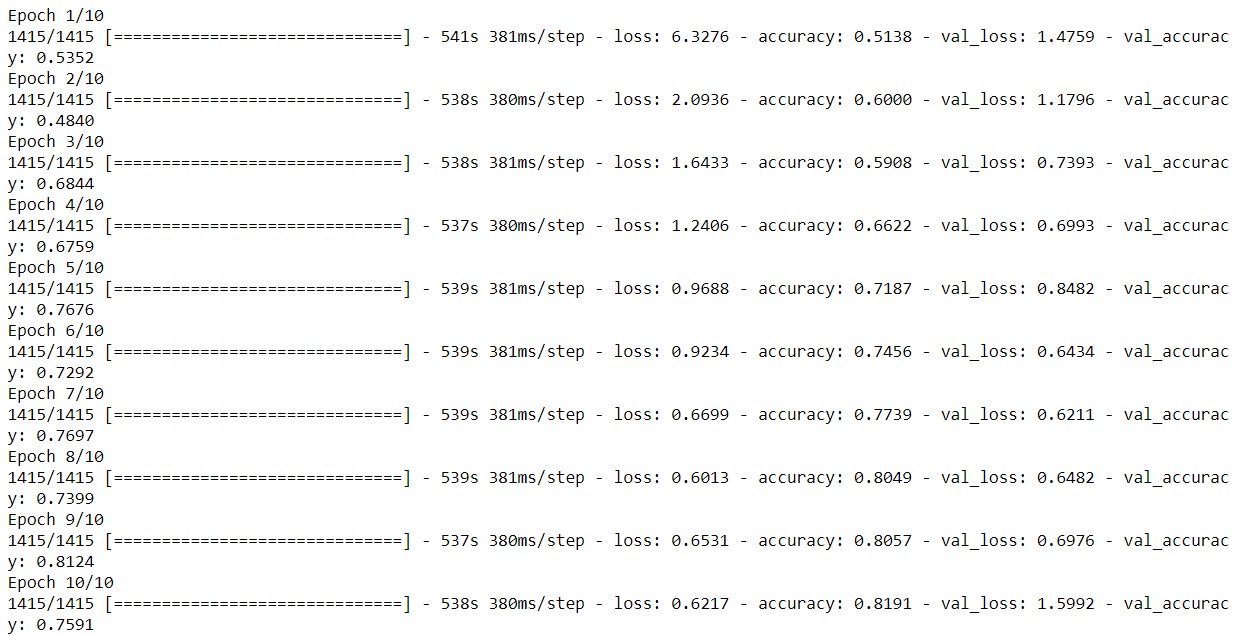 Epoch 1/10
1415/1415 [==============================] - 541s 381ms/step - loss: 6.3276 - accuracy: 0.5138 - val_loss: 1.4759 - val_accurac
y: 0.5352
Epoch 2/10
1415/1415 [==============================] - 538s 380ms/step - loss: 2.0936 - accuracy: 0.6000 - val_loss: 1.1796 - val_accurac
y: 0.4840
Epoch 3/10
1415/1415 [==============================] - 538s 381ms/step - loss: 1.6433 - accuracy: 0.5908 - val_loss: 0.7393 - val_accurac
y: 0.6844
Epoch 4/10
1415/1415 [==============================] - 537s 380ms/step - loss: 1.2406 - accuracy: 0.6622 - val_loss: 0.6993 - val_accurac
y: 0.6759
Epoch 5/10
1415/1415 [==============================] - 539s 381ms/step - loss: 0.9688 - accuracy: 0.7187 - val_loss: 0.8482 - val_accurac
y: 0.7676
Epoch 6/10
1415/1415 [==============================] - 539s 381ms/step - loss: 0.9234 - accuracy: 0.7456 - val_loss: 0.6434 - val_accurac
y: 0.7292
Epoch 7/10
1415/1415 [==============================] - 539s 381ms/step - loss: 0.6699 - accuracy: 0.7739 - val_loss: 0.6211 - val_accurac
y: 0.7697
Epoch 8/10
1415/1415 [==============================] - 539s 381ms/step - loss: 0.6013 - accuracy: 0.8049 - val_loss: 0.6482 - val_accurac
y: 0.7399
Epoch 9/10
1415/1415 [==============================] - 537s 380ms/step - loss: 0.6531 - accuracy: 0.8057 - val_loss: 0.6976 - val_accurac
y: 0.8124
Epoch 10/10
1415/1415 [==============================] - 538s 380ms/step - loss: 0.6217 - accuracy: 0.8191 - val_loss: 1.5992 - val_accurac
y: 0.7591